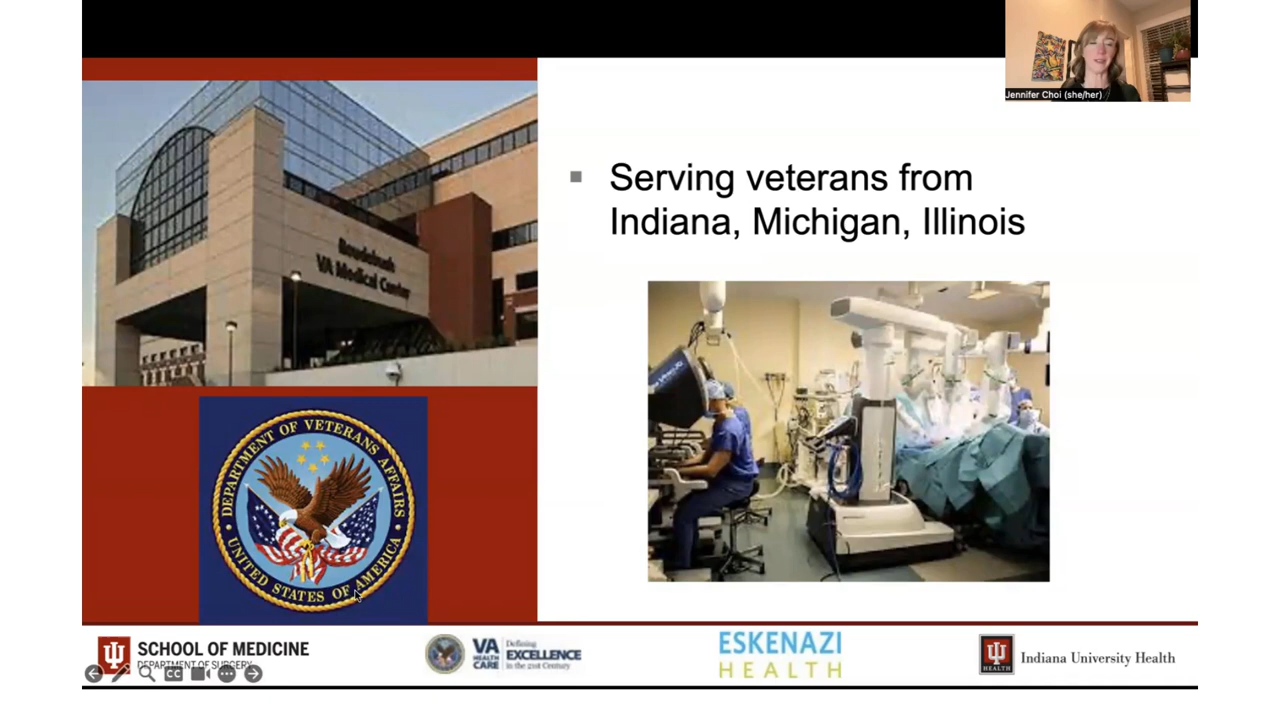 Jennifer Choi (she/her)
Serving veterans from
Indiana, Michigan, Illinois
Roudebush
VA Medical Center
DEPARTMENT OF VETERANS AFFAIRS
UNITED STATES OF AMERICA
SCHOOL OF MEDICINE
DEPARTMENT OF SURGERY
CC
VA
HEALTH
CARE
Defining
EXCELLENCE
in the 21st Century
ESKENAZI
HEALTH
HEALTH
Indiana University Health